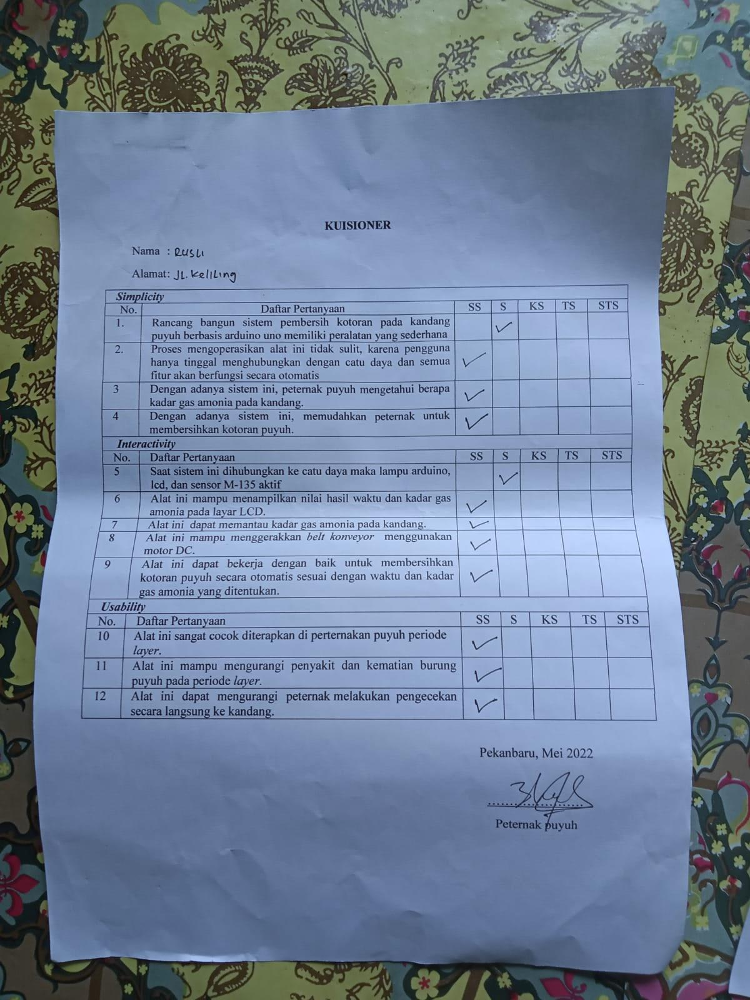 KUISIONER
Nama : RUSLI
Alamat: JL. Keliling
Simplicity
No. Daftar Pertanyaan SS S KS TS STS
1. Rancang bangun sistem pembersih kotoran pada kandang
puyuh berbasis arduino uno memiliki peralatan yang sederhana
2. Proses mengoperasikan alat ini tidak sulit, karena pengguna
hanya tinggal menghubungkan dengan catu daya dan semua
fitur akan berfungsi secara otomatis
3 Dengan adanya sistem ini, peternak puyuh mengetahui berapa
kadar gas amonia pada kandang.
4 Dengan adanya sistem ini, memudahkan peternak untuk
membersihkan kotoran puyuh.
Interactivity
No. Daftar Pertanyaan SS S KS TS STS
5 Saat sistem ini dihubungkan ke catu daya maka lampu arduino,
lcd, dan sensor M-135 aktif
6 Alat ini mampu menampilkan nilai hasil waktu dan kadar gas
amonia pada layar LCD.
7 Alat ini dapat memantau kadar gas amonia pada kandang.
8 Alat ini mampu menggerakkan belt konveyor menggunakan
motor DC.
9 Alat ini dapat bekerja dengan baik untuk membersihkan
kotoran puyuh secara otomatis sesuai dengan waktu dan kadar
gas amonia yang ditentukan.
Usability
No. Daftar Pertanyaan SS S KS TS STS
10 Alat ini sangat cocok diterapkan di perternakan puyuh periode
layer.
11 Alat ini mampu mengurangi penyakit dan kematian burung
puyuh pada periode layer.
12 Alat ini dapat mengurangi peternak melakukan pengecekan
secara langsung ke kandang.
Pekanbaru, Mei 2022
Peternak puyuh